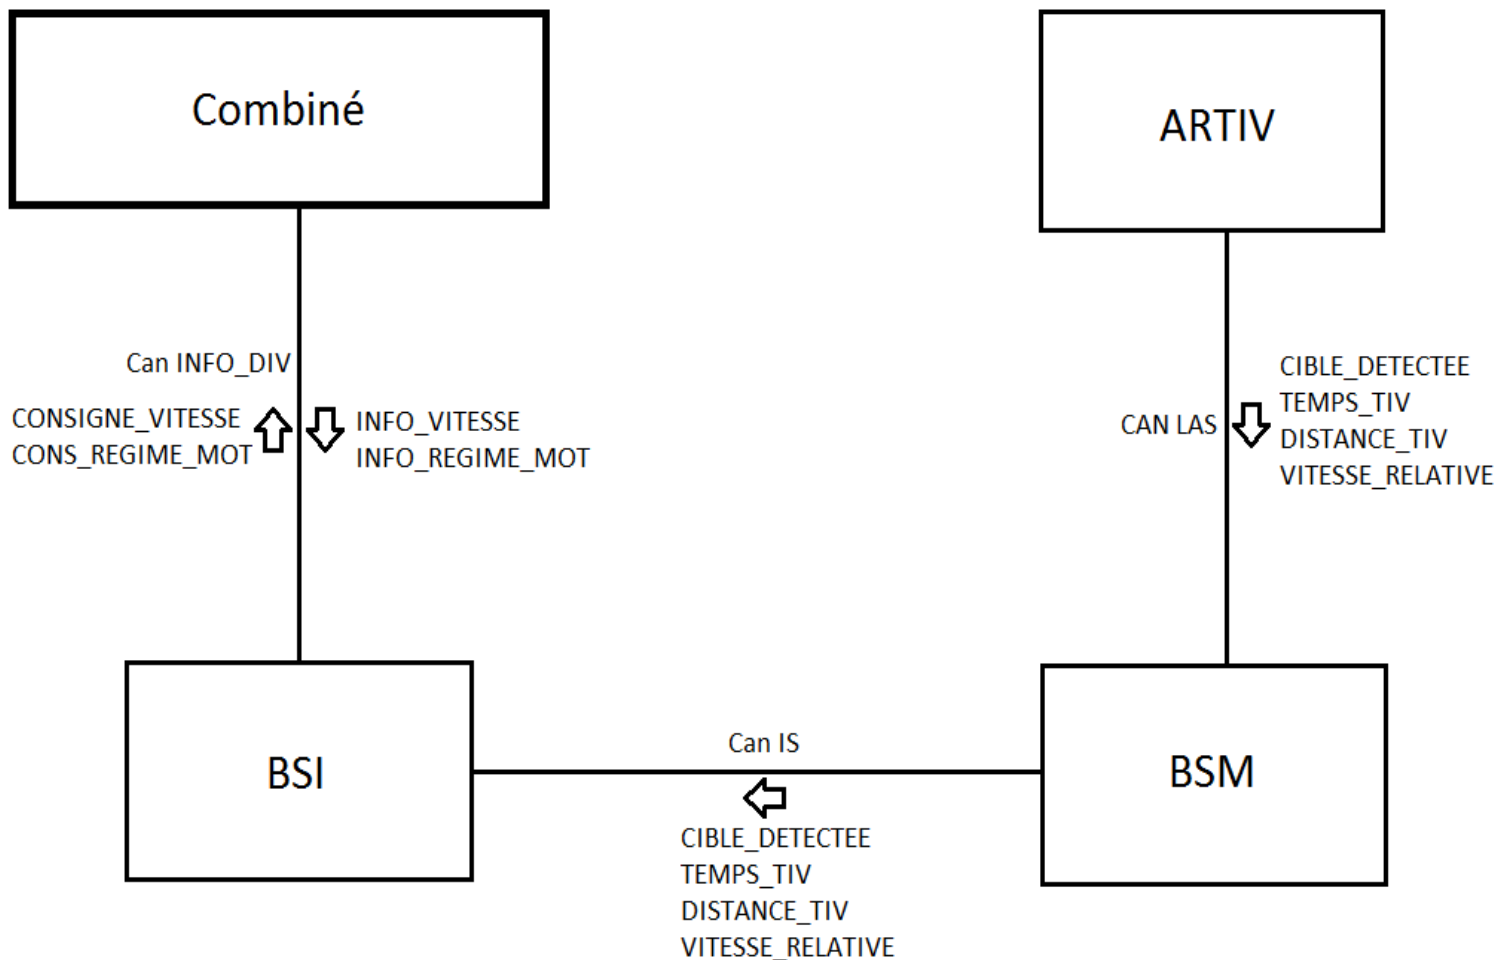 Combiné
ARTIV
Can INFO_DIV
CONSIGNE_VITESSE
CONS_REGIME_MOT
INFO_VITESSE
INFO_REGIME_MOT
CAN LAS
CIBLE_DETECTEE
TEMPS_TIV
DISTANCE_TIV
VITESSE_RELATIVE
BSI
Can IS
CIBLE_DETECTEE
TEMPS_TIV
DISTANCE_TIV
VITESSE_RELATIVE
BSM